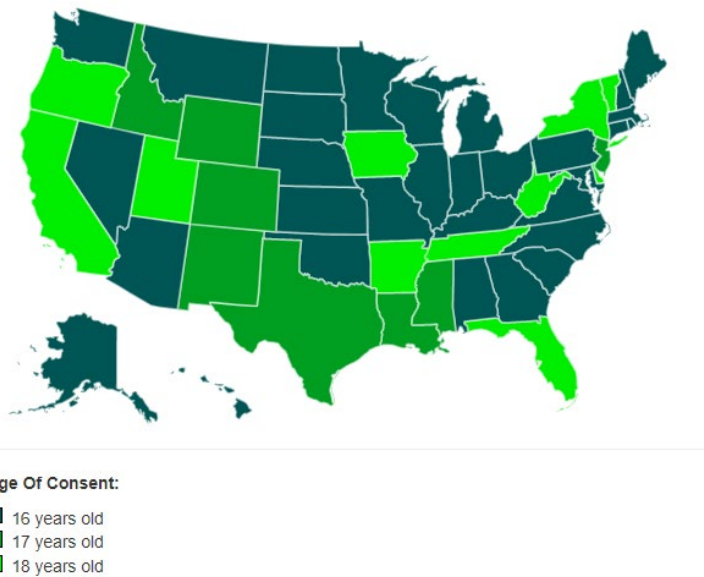 ge Of Consent:
16 years old
17 years old
18 years old